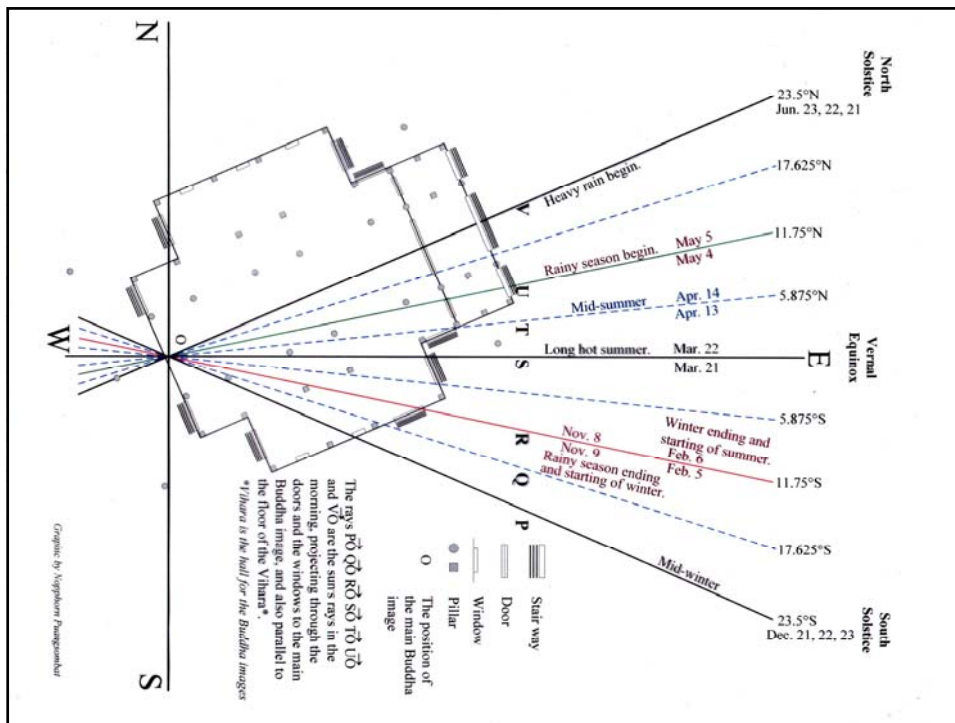 North
Solstice
23.5°N
Jun. 23, 22, 21
17.625°N
Heavy rain begin.
11.75°N
Rainy season begin.
May 5
May 4
5.875°N
Mid-summer
Apr. 14
Apr. 13
Vernal
Equinox
E
Long hot summer.
Mar. 22
Mar. 21
5.875°S
Winter ending and
starting of summer.
Feb. 6
Feb. 5
Nov. 8
Nov. 9
11.75°S
Rainy season ending
and starting of winter.
17.625°S
Mid-winter
South
Solstice
23.5°S
Dec. 21, 22, 23
N
W
S
O
V
U
T
S
R
Q
P
Stair way
Door
Window
Pillar
O The position of
the main Buddha
image
The rays PO QO RO SO TO UO
and VO are the sun's rays in the
morning, projecting through the
doors and the windows to the main
Buddha image, and also parallel to
the floor of the Vihara*.
*Vihara is the hall for the Buddha images
Grapisc by Nopphorn Puangsombat